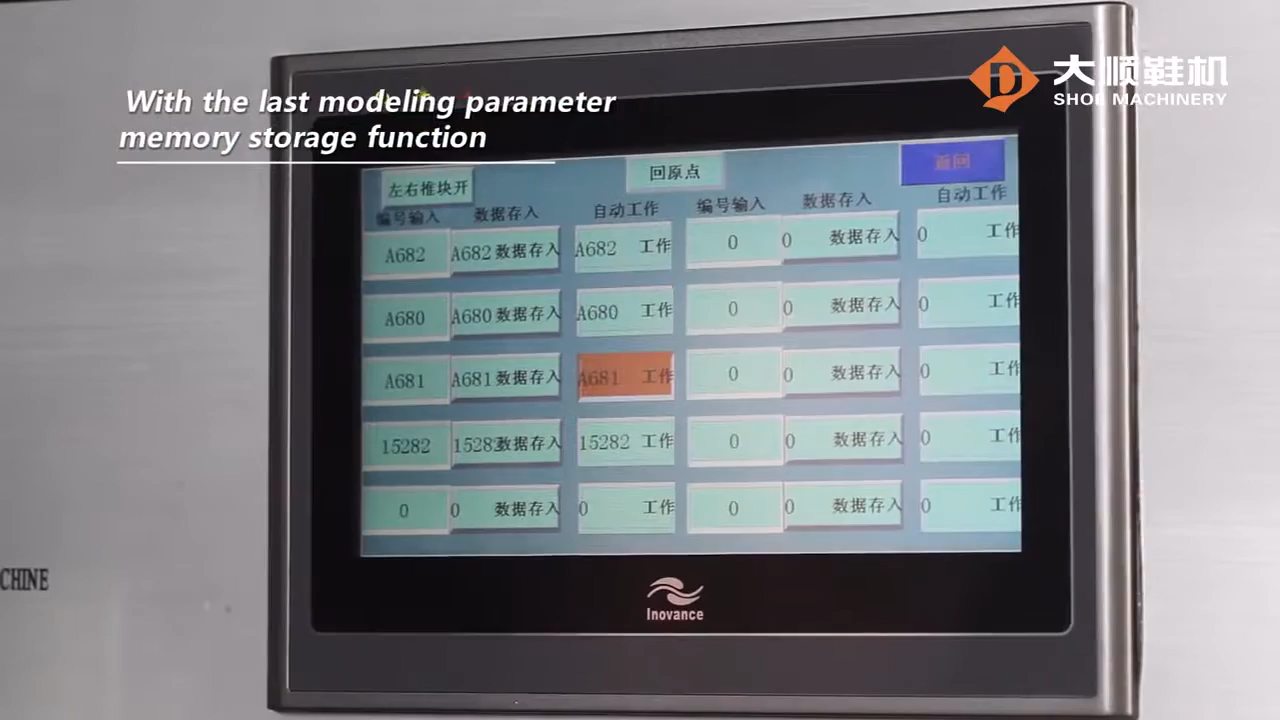 With the last modeling parameter
memory storage function
大顺鞋机
SHOE MACHINERY
左右推块开
回原点
返回
编号输入 数据存入 自动工作 编号输入 数据存入 自动工作
A682 A682 数据存入 A682 工作 0 0 数据存入 0 工作
A680 A680 数据存入 A680 工作 0 0 数据存入 0 工作
A681 A681 数据存入 A681 工作 0 0 数据存入 0 工作
15282 15282 数据存入 15282 工作 0 0 数据存入 0 工作
0 0 数据存入 0 工作 0 0 数据存入 0 工作
Inovance
CHINE